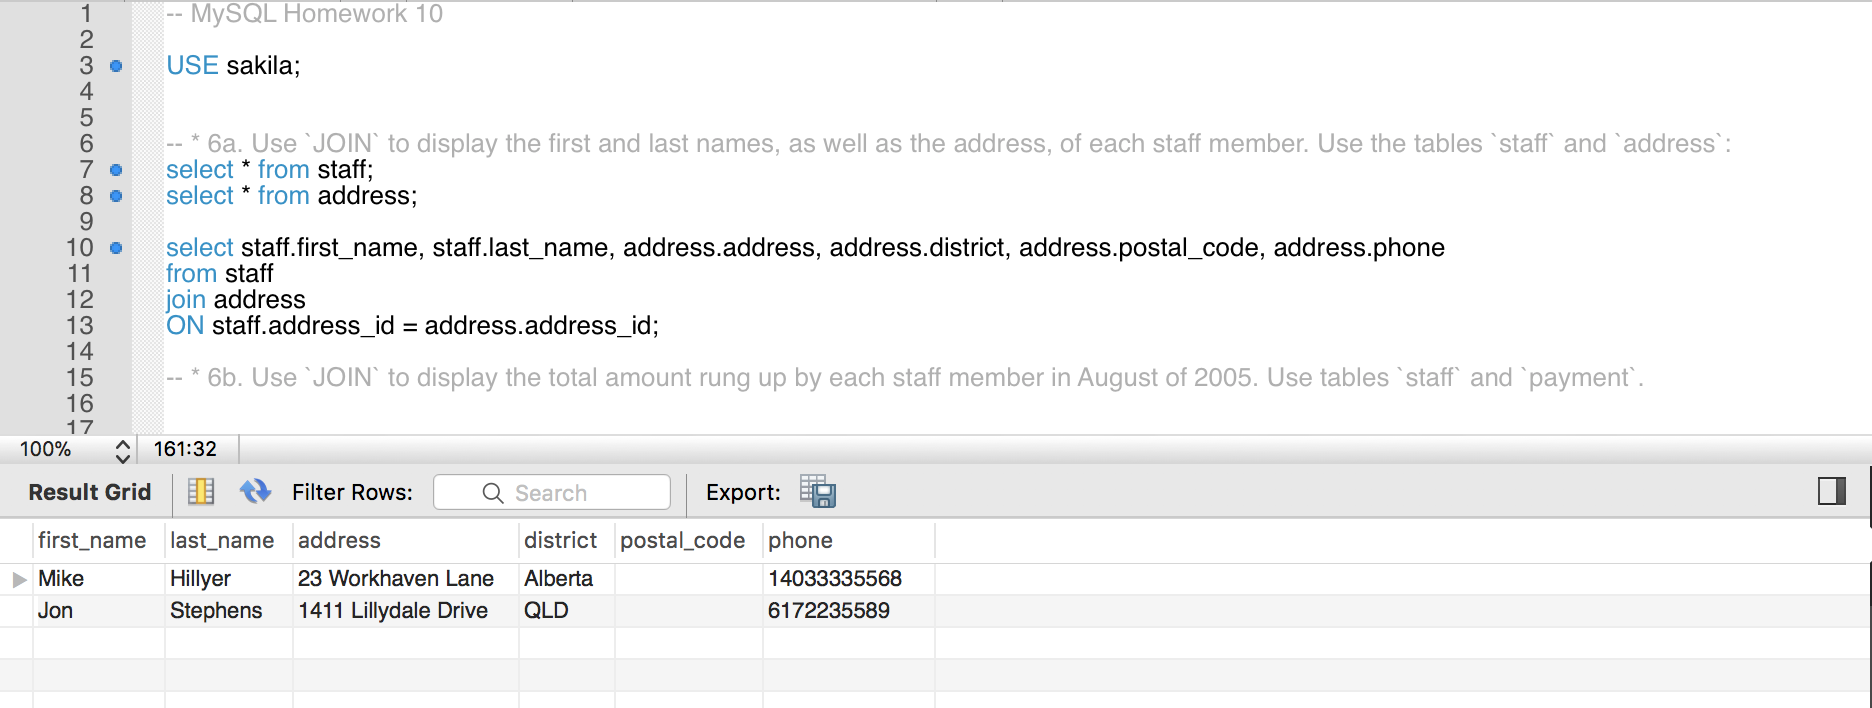 1 -- MySQL Homework 10
2
3 USE sakila;
4
5
6 -- * 6a. Use `JOIN` to display the first and last names, as well as the address, of each staff member. Use the tables `staff` and `address`:
7 select * from staff;
8 select * from address;
9
10 select staff.first_name, staff.last_name, address.address, address.district, address.postal_code, address.phone
11 from staff
12 join address
13 ON staff.address_id = address.address_id;
14
15 -- * 6b. Use `JOIN` to display the total amount rung up by each staff member in August of 2005. Use tables `staff` and `payment`.
16
17
100% 161:32
Result Grid Filter Rows: Search Export:
first_name last_name address district postal_code phone
Mike Hillyer 23 Workhaven Lane Alberta 14033335568
Jon Stephens 1411 Lillydale Drive QLD 6172235589